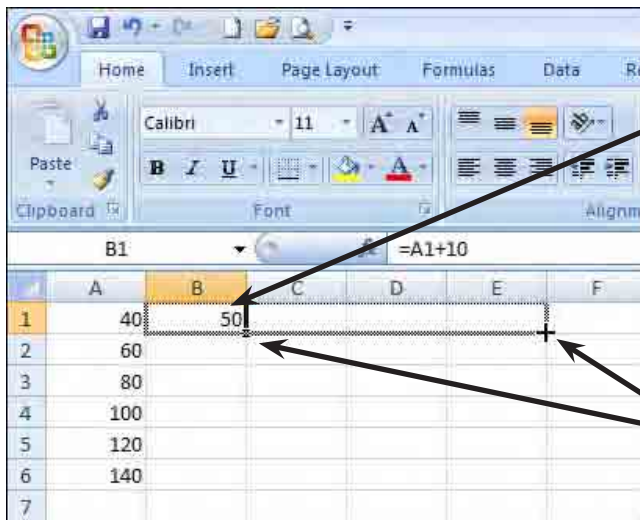 Home Insert Page Layout Formulas Data
Calibri 11 A A
Paste B I U A
Clipboard Font
B1 =A1+10
A B C D E F
1 40 50
2 60
3 80
4 100
5 120
6 140
7